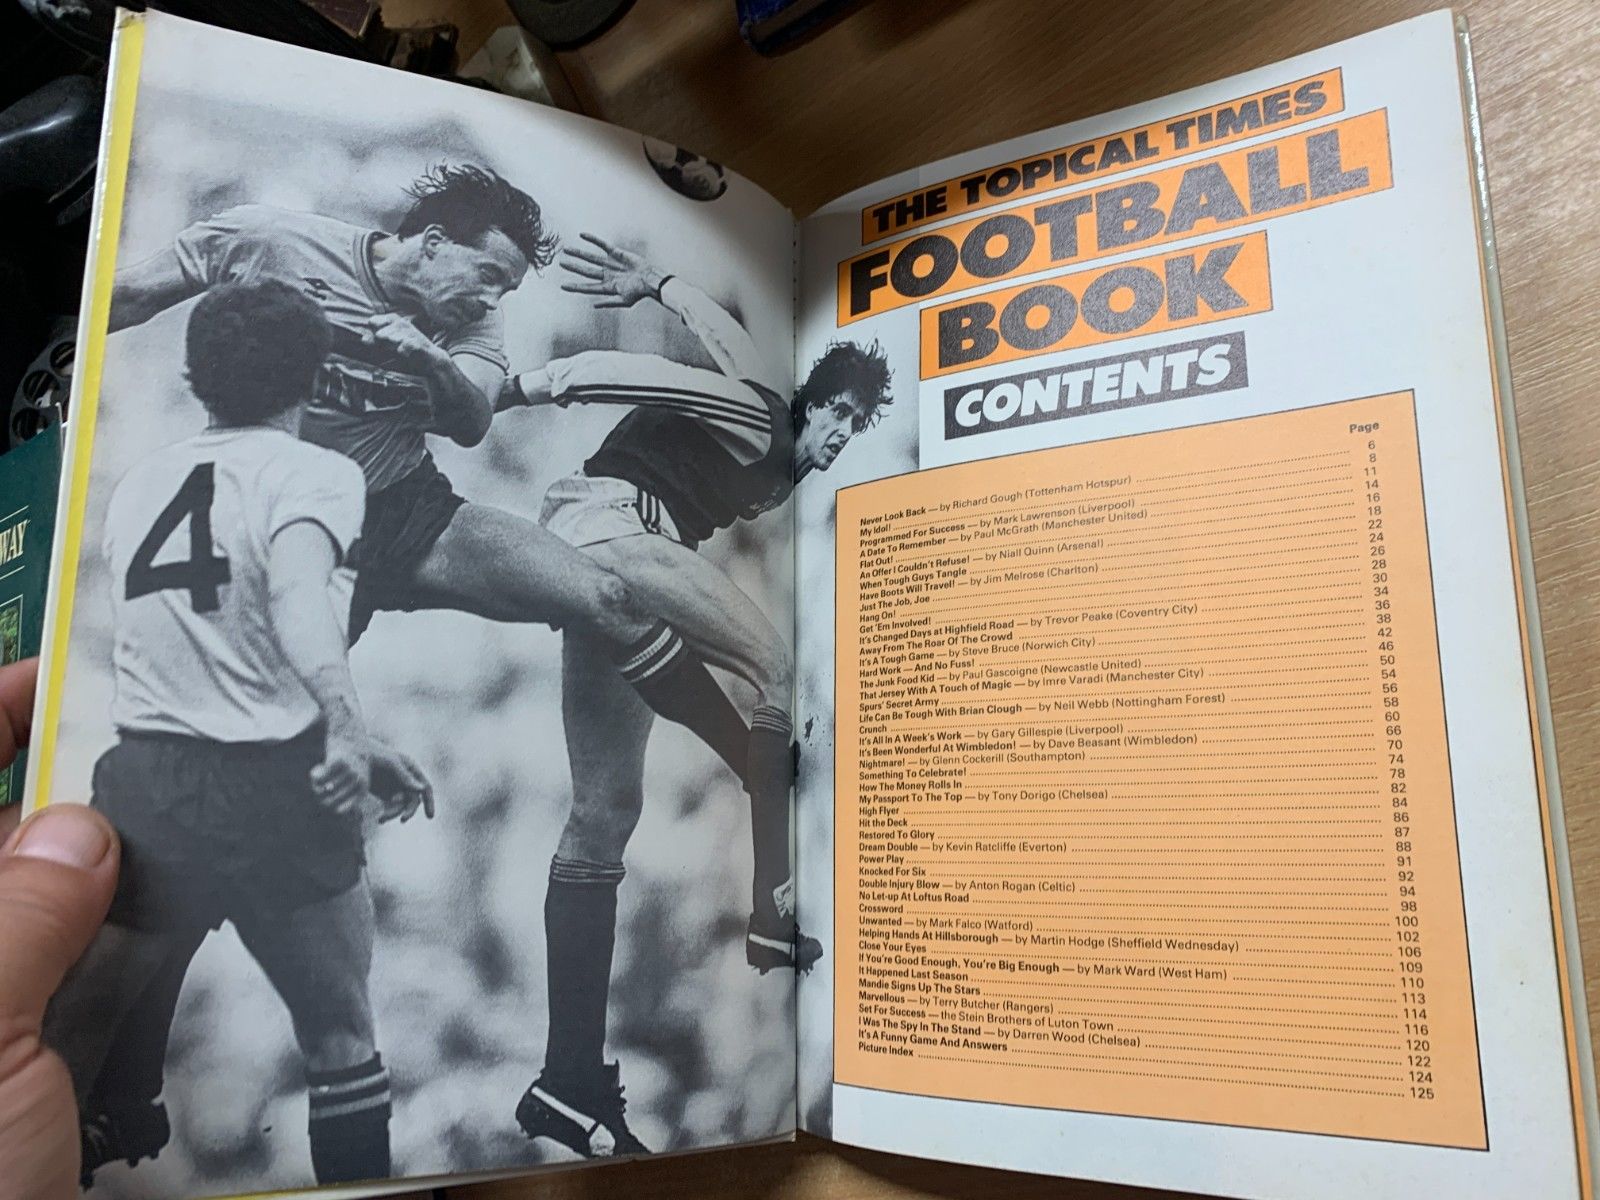 WAY
4
THE TOPICAL TIMES
FOOTBALL
BOOK
CONTENTS
Page
Never Look Back — by Richard Gough (Tottenham Hotspur) 6
My Idol! 8
Programmed For Success — by Mark Lawrenson (Liverpool) 11
A Date To Remember — by Paul McGrath (Manchester United) 14
Flat Out! 16
An Offer I Couldn't Refuse! — by Niall Quinn (Arsenal) 18
When Tough Guys Tangle 22
Have Boots Will Travel! — by Jim Melrose (Charlton) 24
Just The Job, Joe 26
Hang On! 28
Get 'Em Involved! 30
It's Changed Days at Highfield Road — by Trevor Peake (Coventry City) 34
Away From The Roar Of The Crowd 36
It's A Tough Game — by Steve Bruce (Norwich City) 38
Hard Work — And No Fuss! 42
The Junk Food Kid — by Paul Gascoigne (Newcastle United) 46
That Jersey With A Touch of Magic — by Imre Varadi (Manchester City) 50
Spurs' Secret Army 54
Life Can Be Tough With Brian Clough — by Neil Webb (Nottingham Forest) 56
Crunch 58
It's All In A Week's Work — by Gary Gillespie (Liverpool) 60
It's Been Wonderful At Wimbledon! — by Dave Beasant (Wimbledon) 66
Nightmare! — by Glenn Cockerill (Southampton) 70
Something To Celebrate! 74
How The Money Rolls In 78
My Passport To The Top — by Tony Dorigo (Chelsea) 82
High Flyer 84
Hit the Deck 86
Restored To Glory 87
Dream Double — by Kevin Ratcliffe (Everton) 88
Power Play 91
Knocked For Six 92
Double Injury Blow — by Anton Rogan (Celtic) 94
No Let-up At Loftus Road 98
Crossword 100
Unwanted — by Mark Falco (Watford) 102
Helping Hands At Hillsborough — by Martin Hodge (Sheffield Wednesday) 106
Close Your Eyes 109
If You're Good Enough, You're Big Enough — by Mark Ward (West Ham) 110
It Happened Last Season 113
Mandie Signs Up The Stars 114
Marvellous — by Terry Butcher (Rangers) 116
Set For Success — the Stein Brothers of Luton Town 120
I Was The Spy In The Stand — by Darren Wood (Chelsea) 122
It's A Funny Game And Answers 124
Picture Index 125